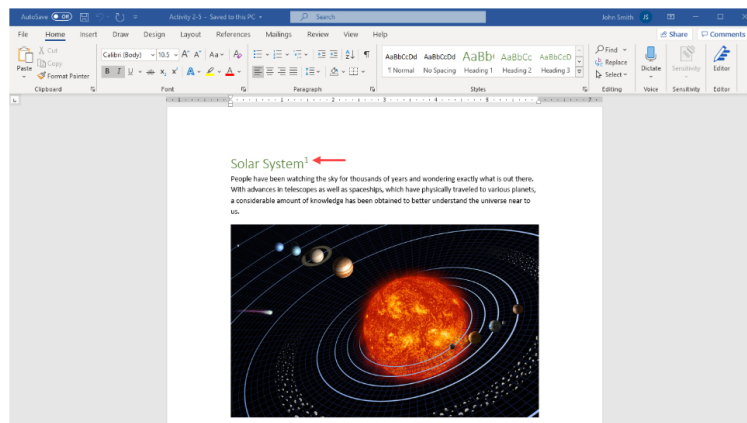 AutoSave Off Activity 2-5 – Saved to this PC Search John Smith JS
File Home Insert Draw Design Layout References Mailings Review View Help Share Comments
Paste
Cut
Copy
Format Painter
Clipboard
Calibri (Body) 10.5 A A Aa A
B I U ab x₂ x² A A
Font
Paragraph
AaBbCcDd AaBbCcDd AaBb( AaBbCc AaBbCcD
¶ Normal No Spacing Heading 1 Heading 2 Heading 3
Styles
Find
Replace
Select
Editing
Dictate
Voice
Sensitivity
Sensitivity
Editor
Editor
Solar System¹
People have been watching the sky for thousands of years and wondering exactly what is out there.
With advances in telescopes as well as spaceships, which have physically traveled to various planets,
a considerable amount of knowledge has been obtained to better understand the universe near to
us.